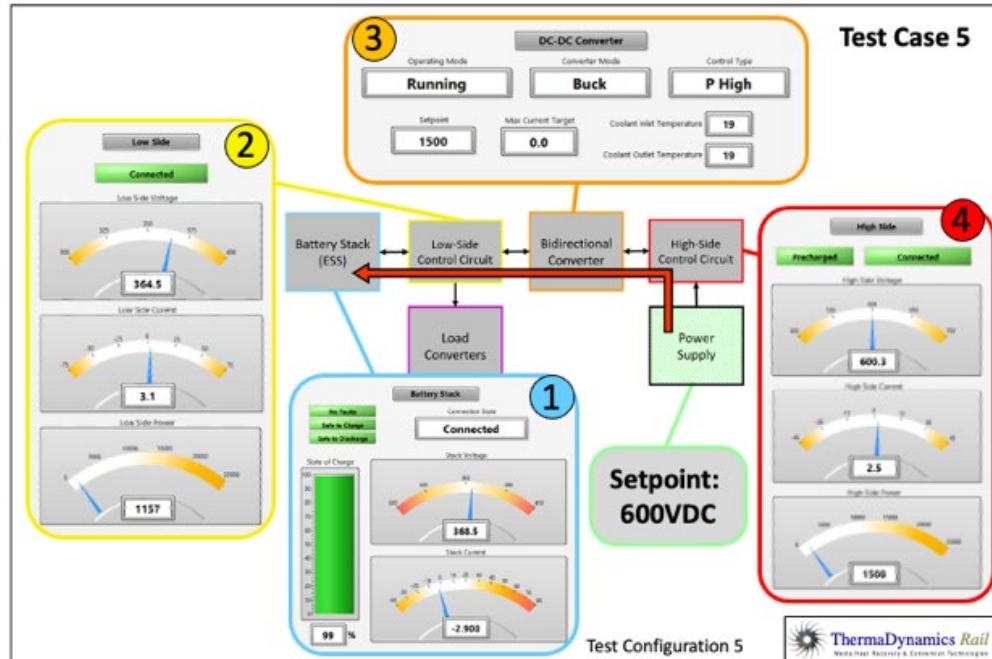 Test Case 5
3
DC-DC Converter
Operating Mode
Converter Mode
Control Type
Running
Buck
P High
Setpoint
Max Current Target
Coolant Inlet Temperature
19
1500
0.0
Coolant Outlet Temperature
19
2
Low Side
Connected
Low Side Voltage
364.5
Low Side Current
3.1
Low Side Power
1157
Battery Stack
(ESS)
Low-Side
Control Circuit
Bidirectional
Converter
High-Side
Control Circuit
Load
Converters
Power
Supply
1
Battery Stack
No Faults
Safe to Charge
Safe to Discharge
Connection State
Connected
State of Charge
99 %
Stack Voltage
368.5
Stack Current
-2.903
Setpoint:
600VDC
4
High Side
Precharged
Connected
High Side Voltage
600.3
High Side Current
2.5
High Side Power
Test Configuration 5
ThermaDynamics Rail
Waste Heat Recovery & Conversion Technologies